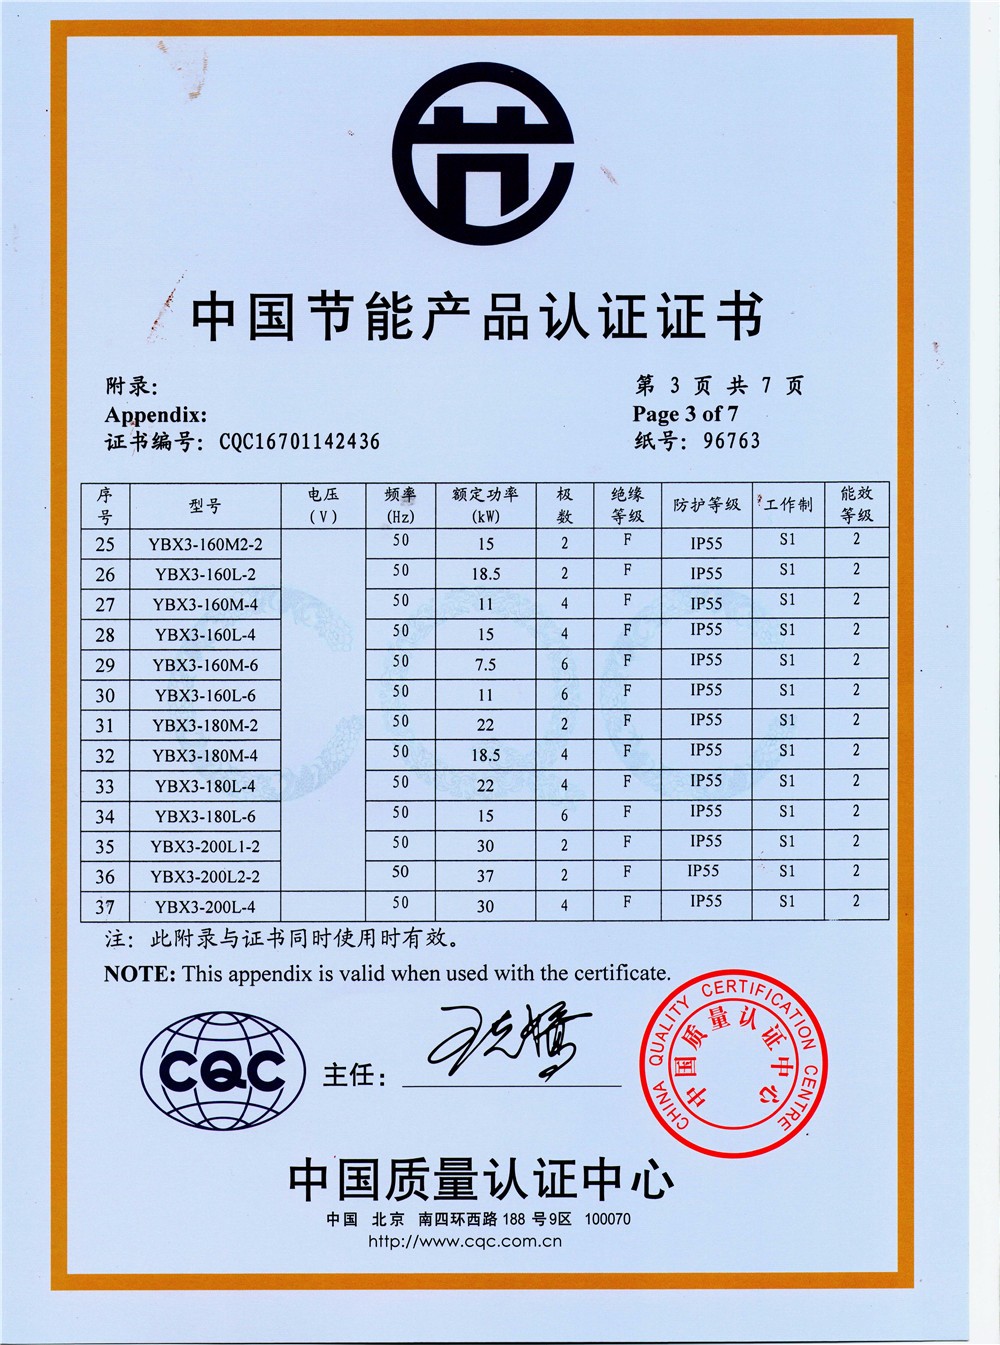 中国节能产品认证证书
附录: 第 3 页 共 7 页
Appendix: Page 3 of 7
证书编号: CQC16701142436 纸号: 96763
序号 型号 电压(V) 频率(Hz) 额定功率(kW) 极数 绝缘等级 防护等级 工作制 能效等级
25 YBX3-160M2-2 50 15 2 F IP55 S1 2
26 YBX3-160L-2 50 18.5 2 F IP55 S1 2
27 YBX3-160M-4 50 11 4 F IP55 S1 2
28 YBX3-160L-4 50 15 4 F IP55 S1 2
29 YBX3-160M-6 50 7.5 6 F IP55 S1 2
30 YBX3-160L-6 50 11 6 F IP55 S1 2
31 YBX3-180M-2 50 22 2 F IP55 S1 2
32 YBX3-180M-4 50 18.5 4 F IP55 S1 2
33 YBX3-180L-4 50 22 4 F IP55 S1 2
34 YBX3-180L-6 50 15 6 F IP55 S1 2
35 YBX3-200L1-2 50 30 2 F IP55 S1 2
36 YBX3-200L2-2 50 37 2 F IP55 S1 2
37 YBX3-200L-4 50 30 4 F IP55 S1 2
注: 此附录与证书同时使用时有效。
NOTE: This appendix is valid when used with the certificate.
CQC
主任:
CHINA QUALITY CERTIFICATION CENTRE
中国质量认证中心
中国质量认证中心
中国 北京 南四环西路 188 号 9区 100070
http://www.cqc.com.cn